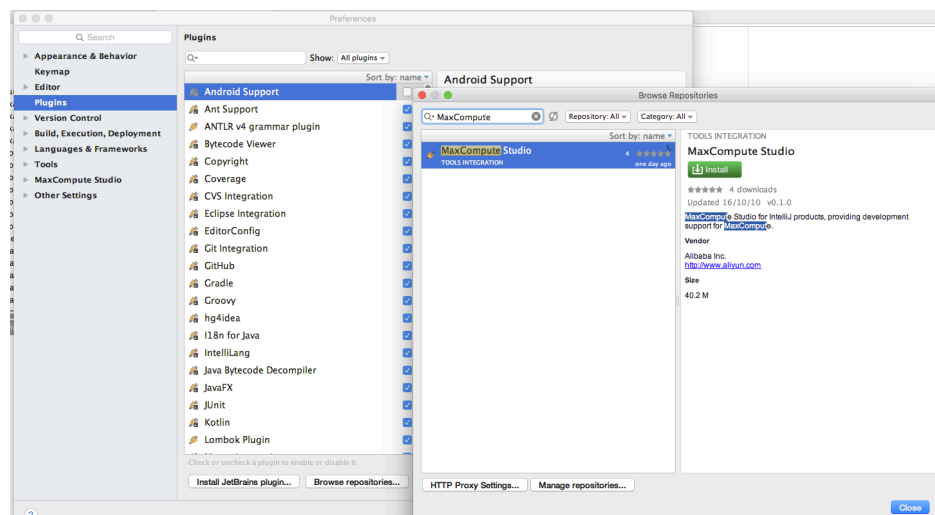 Preferences
Search
Appearance & Behavior
Keymap
Editor
Plugins
Version Control
Build, Execution, Deployment
Languages & Frameworks
Tools
MaxCompute Studio
Other Settings
Plugins
Show: All plugins
Sort by: name
Android Support
Ant Support
ANTLR v4 grammar plugin
Bytecode Viewer
Copyright
Coverage
CVS Integration
Eclipse Integration
EditorConfig
Git Integration
GitHub
Gradle
Groovy
hg4idea
I18n for Java
IntelliLang
Java Bytecode Decompiler
JavaFX
JUnit
Kotlin
Lombok Plugin
Check or uncheck a plugin to enable or disable it.
Install JetBrains plugin...
Browse repositories...
?
Android Support
Browse Repositories
MaxCompute
Repository: All
Category: All
Sort by: name
MaxCompute Studio
TOOLS INTEGRATION
4
one day ago
TOOLS INTEGRATION
MaxCompute Studio
Install
4 downloads
Updated 16/10/10 v0.1.0
MaxCompute Studio for IntelliJ products, providing development
support for MaxCompute.
Vendor
Alibaba Inc.
http://www.aliyun.com
Size
40.2 M
HTTP Proxy Settings...
Manage repositories...
Close